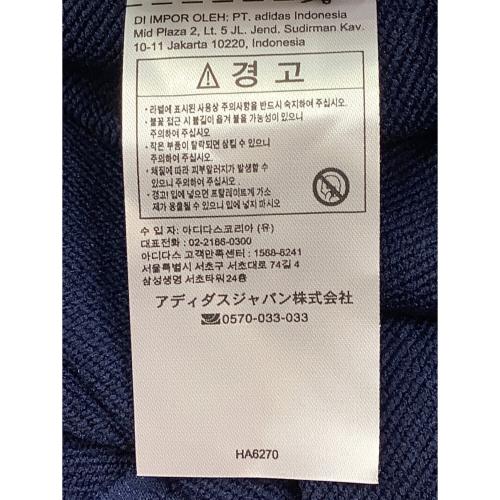 DI IMPOR OLEH: PT. adidas Indonesia
Mid Plaza 2, Lt. 5 JL. Jend. Sudirman Kav.
10-11 Jakarta 10220, Indonesia
경 고
• 라벨에 표시된 사용상 주의사항을 반드시 숙지하여 주십시오
• 불꽃 접근 시 불길이 옮겨 붙을 가능성이 있으니
주의하여 주십시오
• 작은 부품이 탈락되면 삼킬 수 있으니
주의하여 주십시오
• 재질에 따라 피부알러지가 발생할 수
있으니 주의하여 주십시오
• 경고! 입에 넣으면 프탈레이트계 가소
제가 용출될 수 있으니 입에 넣지 마시오
수 입 자: 아디다스코리아 (유)
대표전화 : 02-2186-0300
아디다스 고객만족센터 : 1588-8241
서울특별시 서초구 서초대로 74길 4
삼성생명 서초타워 24층
アディダスジャパン株式会社
0570-033-033
HA6270